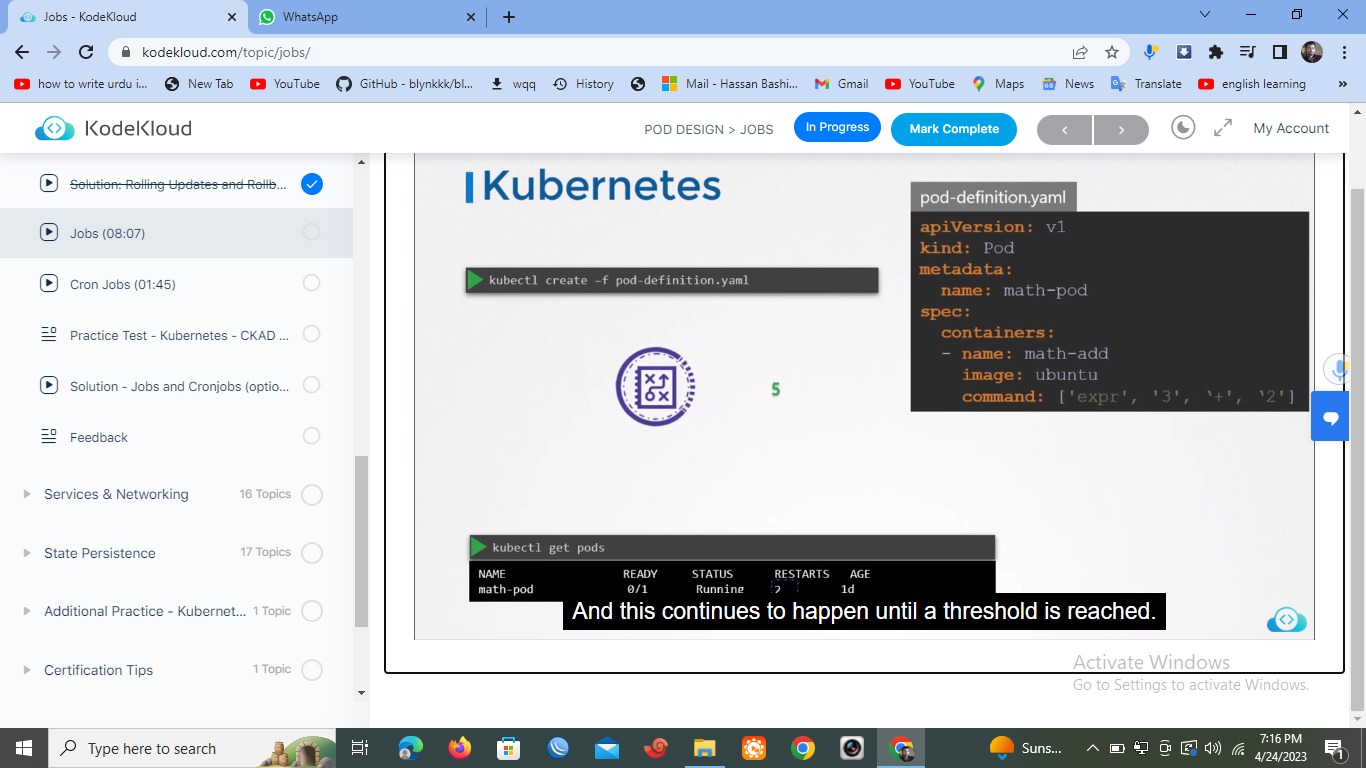 Jobs - KodeKloud
WhatsApp
kodekloud.com/topic/jobs/
how to write urdu i...
New Tab
YouTube
GitHub - blynkkk/bl...
wqq
History
Mail - Hassan Bashi...
Gmail
YouTube
Maps
News
Translate
english learning
»
KodeKloud
POD DESIGN > JOBS
In Progress
Mark Complete
My Account
Solution: Rolling Updates and Rollb...
Jobs (08:07)
Cron Jobs (01:45)
Practice Test - Kubernetes - CKAD ...
Solution - Jobs and Cronjobs (optio...
Feedback
Services & Networking 16 Topics
State Persistence 17 Topics
Additional Practice - Kubernet... 1 Topic
Certification Tips 1 Topic
Kubernetes
kubectl create –f pod-definition.yaml
5
pod-definition.yaml
apiVersion: v1
kind: Pod
metadata:
name: math-pod
spec:
containers:
- name: math-add
image: ubuntu
command: ['expr', '3', ‘+', ‘2']
kubectl get pods
NAME READY STATUS RESTARTS AGE
math-pod 0/1 Running 2 1d
And this continues to happen until a threshold is reached.
Activate Windows
Go to Settings to activate Windows.
Type here to search
Suns...
7:16 PM
4/24/2023
1